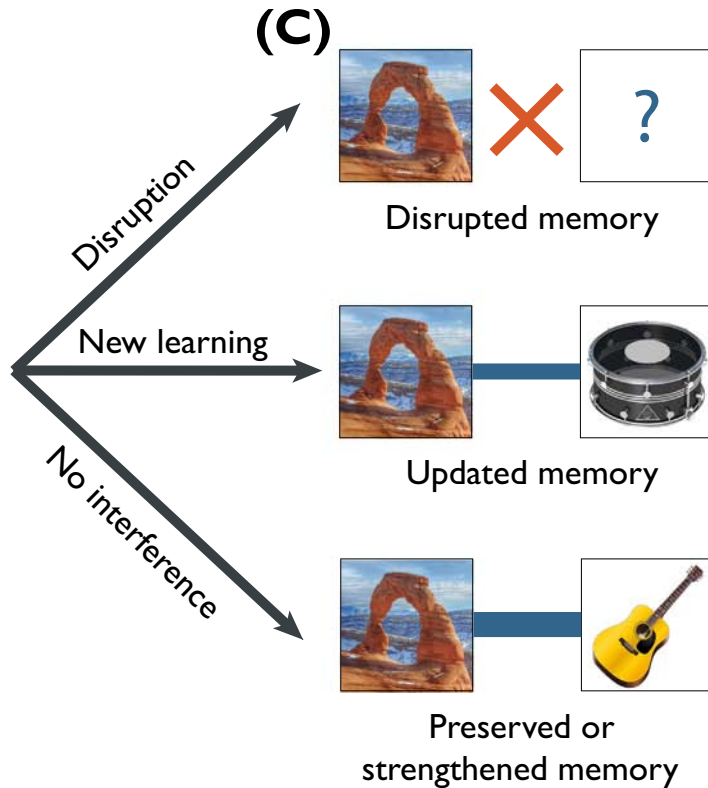 (C)
Disruption
?
Disrupted memory
New learning
Updated memory
No interference
Preserved or
strengthened memory